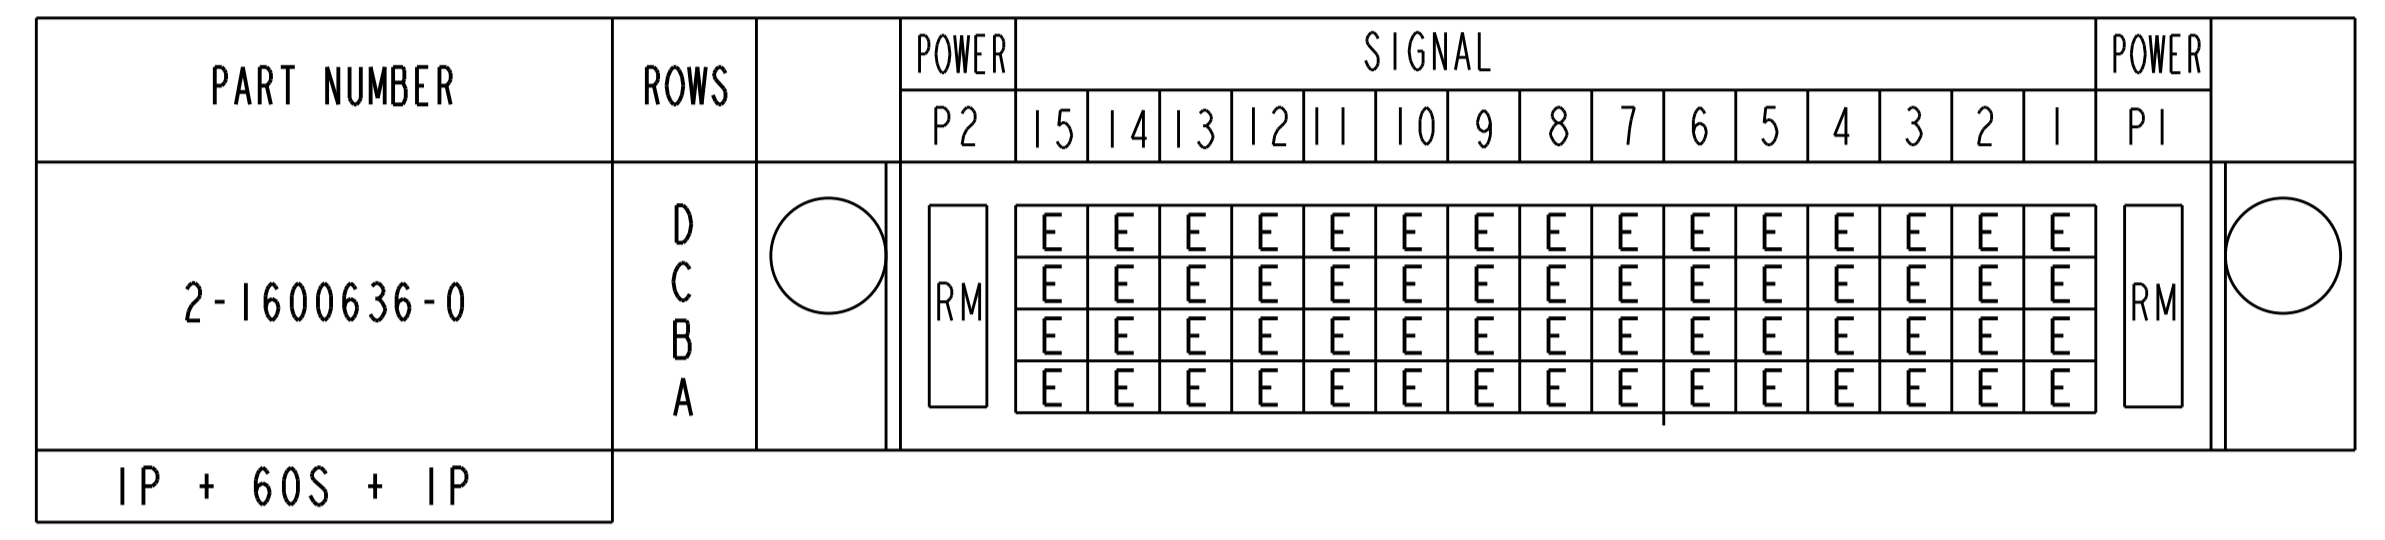 PART NUMBER ROWS POWER SIGNAL POWER
P2 15 14 13 12 11 10 9 8 7 6 5 4 3 2 1 P1
D E E E E E E E E E E E E E E E
C E E E E E E E E E E E E E E E
2-1600636-0 RM RM
B E E E E E E E E E E E E E E E
A E E E E E E E E E E E E E E E
1P + 60S + 1P